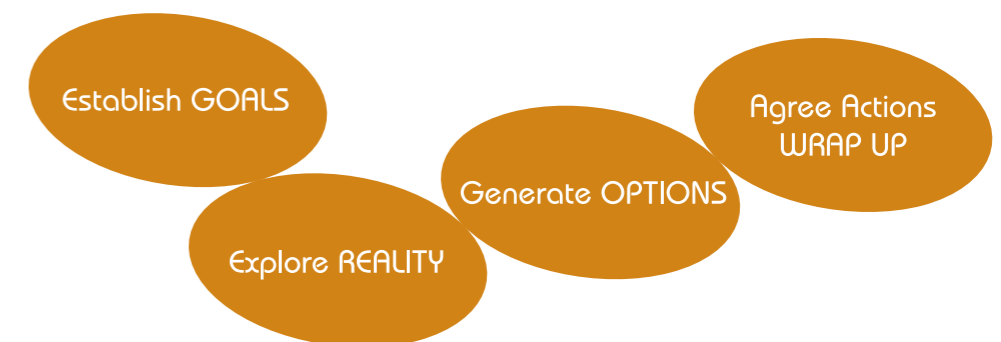 Establish GOALS
Explore REALITY
Generate OPTIONS
Agree Actions
WRAP UP